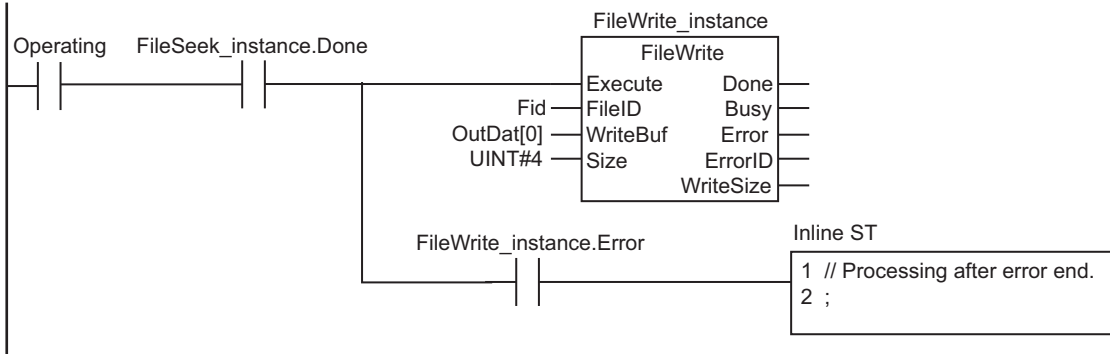 FileWrite_instance
Operating FileSeek_instance.Done FileWrite
Execute Done
Fid FileID Busy
OutDat[0] WriteBuf Error
UINT#4 Size ErrorID
WriteSize
FileWrite_instance.Error Inline ST
1 // Processing after error end.
2 ;